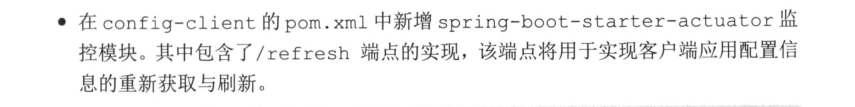 ● 在 config-client 的 pom.xml 中新增 spring-boot-starter-actuator 监
控模块。其中包含了/refresh 端点的实现，该端点将用于实现客户端应用配置信
息的重新获取与刷新。